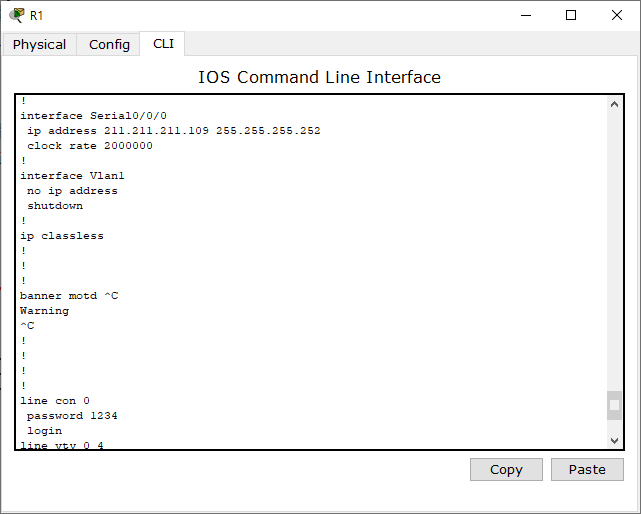 R1
Physical Config CLI
IOS Command Line Interface
!
interface Serial0/0/0
 ip address 211.211.211.109 255.255.255.252
 clock rate 2000000
!
interface Vlan1
 no ip address
 shutdown
!
ip classless
!
!
!
banner motd ^C
Warning
^C
!
!
!
!
line con 0
 password 1234
 login
line vty 0 4
Copy Paste